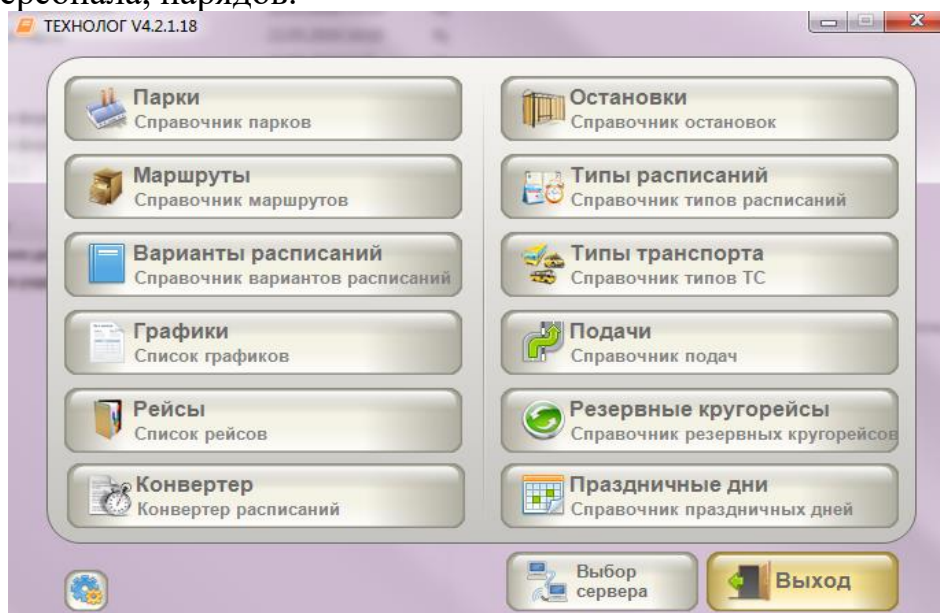 ерсонала, нарядов.
ТЕХНОЛОГ V4.2.1.18
Парки
Справочник парков
Остановки
Справочник остановок
Маршруты
Справочник маршрутов
Типы расписаний
Справочник типов расписаний
Варианты расписаний
Справочник вариантов расписаний
Типы транспорта
Справочник типов ТС
Графики
Список графиков
Подачи
Справочник подач
Рейсы
Список рейсов
Резервные кругорейсы
Справочник резервных кругорейсов
Конвертер
Конвертер расписаний
Праздничные дни
Справочник праздничных дней
Выбор
сервера
Выход